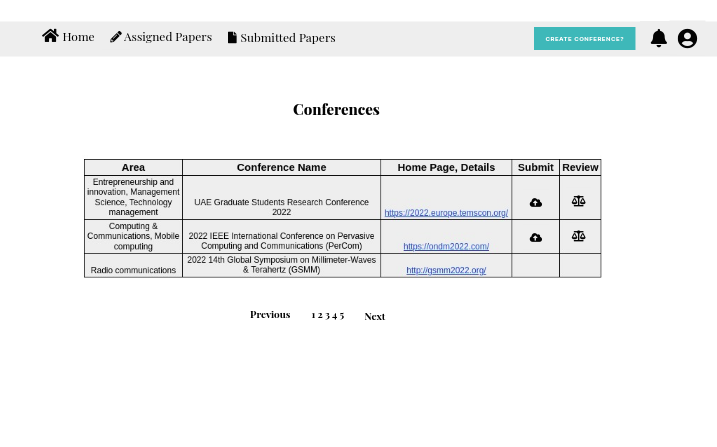 Home Assigned Papers Submitted Papers CREATE CONFERENCE?
Conferences
Area Conference Name Home Page, Details Submit Review
Entrepreneurship and
innovation, Management
Science, Technology
management
UAE Graduate Students Research Conference
2022
https://2022.europe.temscon.org/
Computing &
Communications, Mobile
computing
2022 IEEE International Conference on Pervasive
Computing and Communications (PerCom)
https://ondm2022.com/
Radio communications
2022 14th Global Symposium on Millimeter-Waves
& Terahertz (GSMM)
http://gsmm2022.org/
Previous 1 2 3 4 5 Next